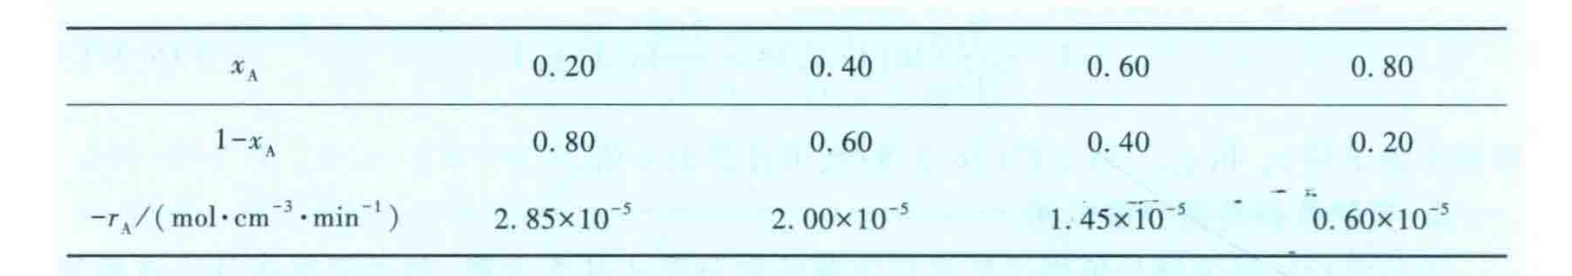 x_A 0.20 0.40 0.60 0.80
1-x_A 0.80 0.60 0.40 0.20
-r_A/(mol·cm⁻³·min⁻¹) 2.85×10⁻⁵ 2.00×10⁻⁵ 1.45×10⁻⁵ 0.60×10⁻⁵